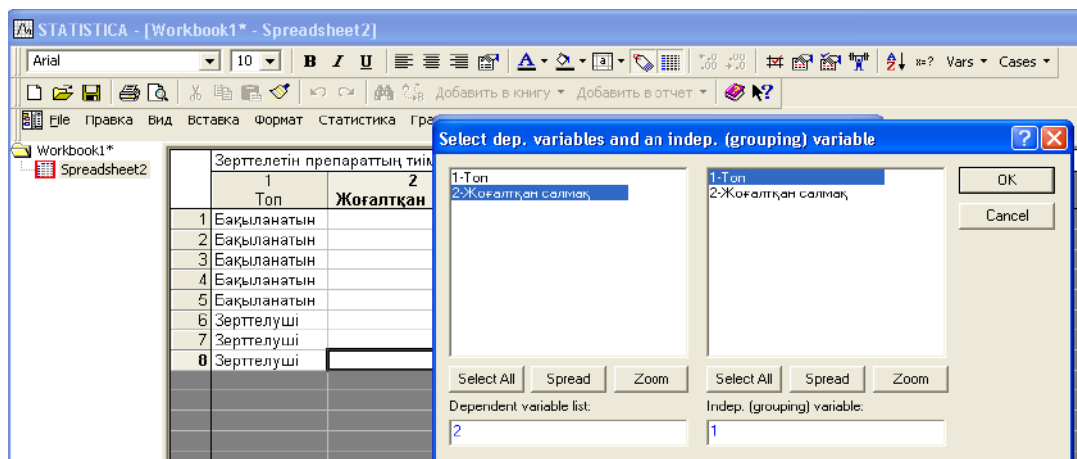 STATISTICA - [Workbook1* - Spreadsheet2]
Arial 10 B I U A a x=? Vars Cases
Добавить в книгу Добавить в отчет
File Правка Вид Вставка Формат Статистика Гра
Workbook1*
Spreadsheet2
Зерттелетін препараттың тиім
1 2
Топ Жоғалтқан
1 Бақыланатын
2 Бақыланатын
3 Бақыланатын
4 Бақыланатын
5 Бақыланатын
6 Зерттелуші
7 Зерттелуші
8 Зерттелуші
Select dep. variables and an indep. (grouping) variable
1-Топ
2-Жоғалтқан салмақ
1-Топ
2-Жоғалтқан салмақ
OK
Cancel
Select All Spread Zoom
Select All Spread Zoom
Dependent variable list:
Indep. (grouping) variable:
2
1